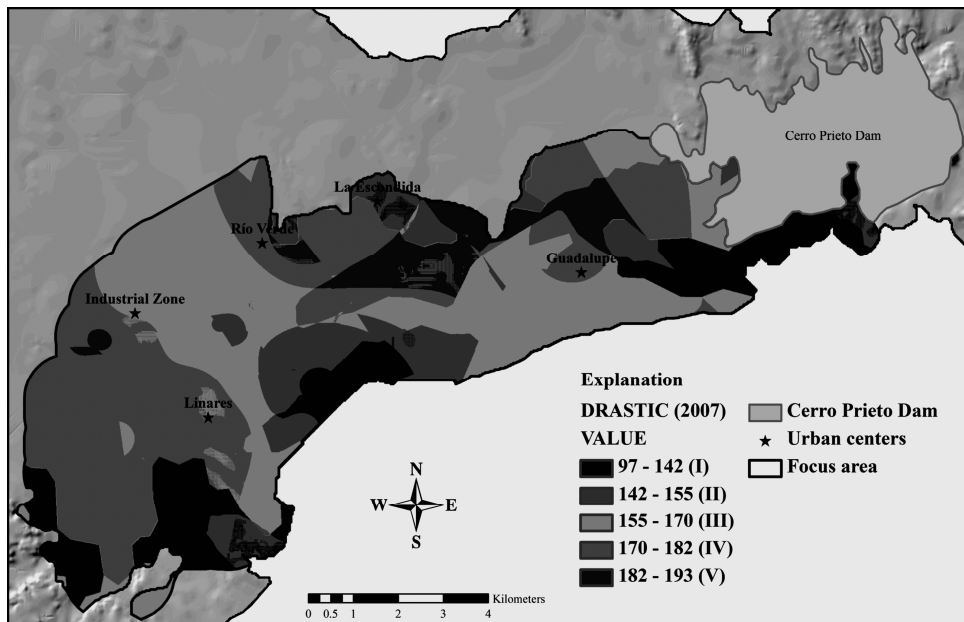 Cerro Prieto Dam
La Escondida
Río Verde
Guadalupe
Industrial Zone
Linares
Explanation
DRASTIC (2007)
VALUE
97 - 142 (I)
142 - 155 (II)
155 - 170 (III)
170 - 182 (IV)
182 - 193 (V)
Cerro Prieto Dam
Urban centers
Focus area
N
W E
S
Kilometers
0 0.5 1 2 3 4